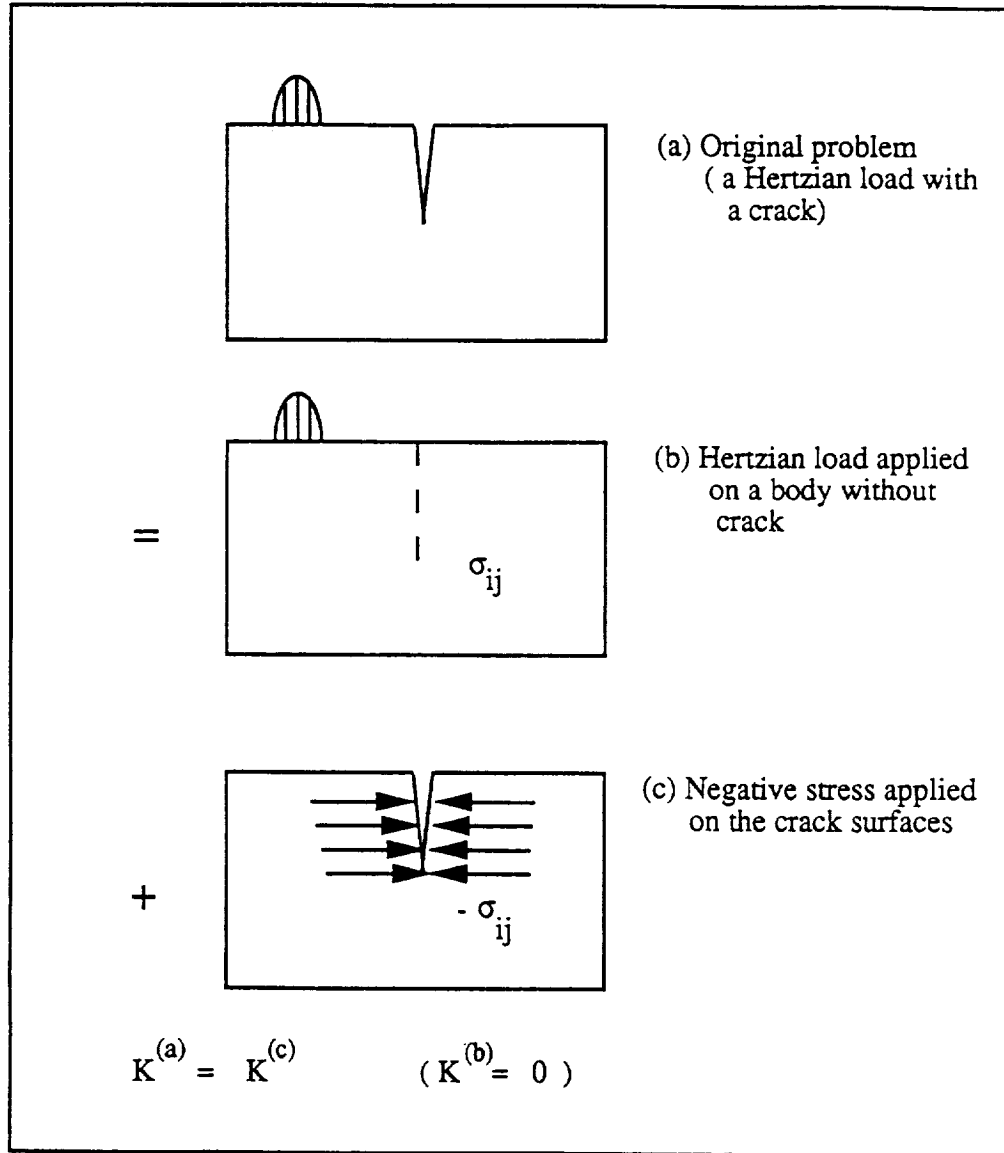 (a) Original problem
( a Hertzian load with
a crack)
(b) Hertzian load applied
on a body without
crack
=
σij
(c) Negative stress applied
on the crack surfaces
+
- σij
K(a) = K(c) ( K(b) = 0 )